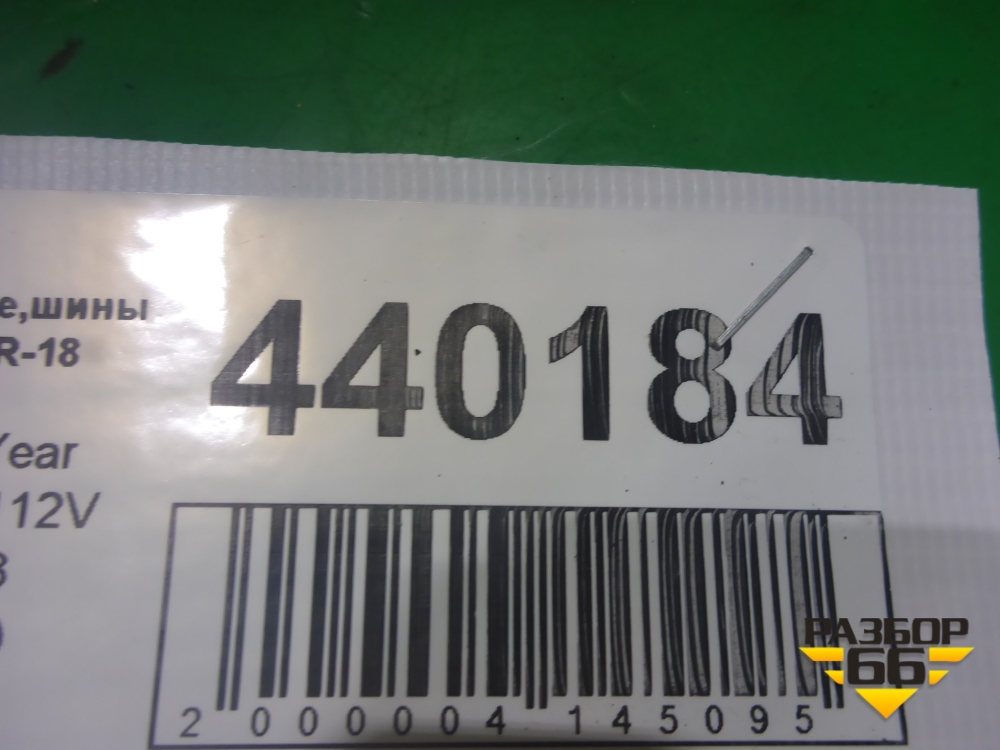 е,шины
R-18
440184
Year
12V
2 000004 145095
РАЗБОР
66